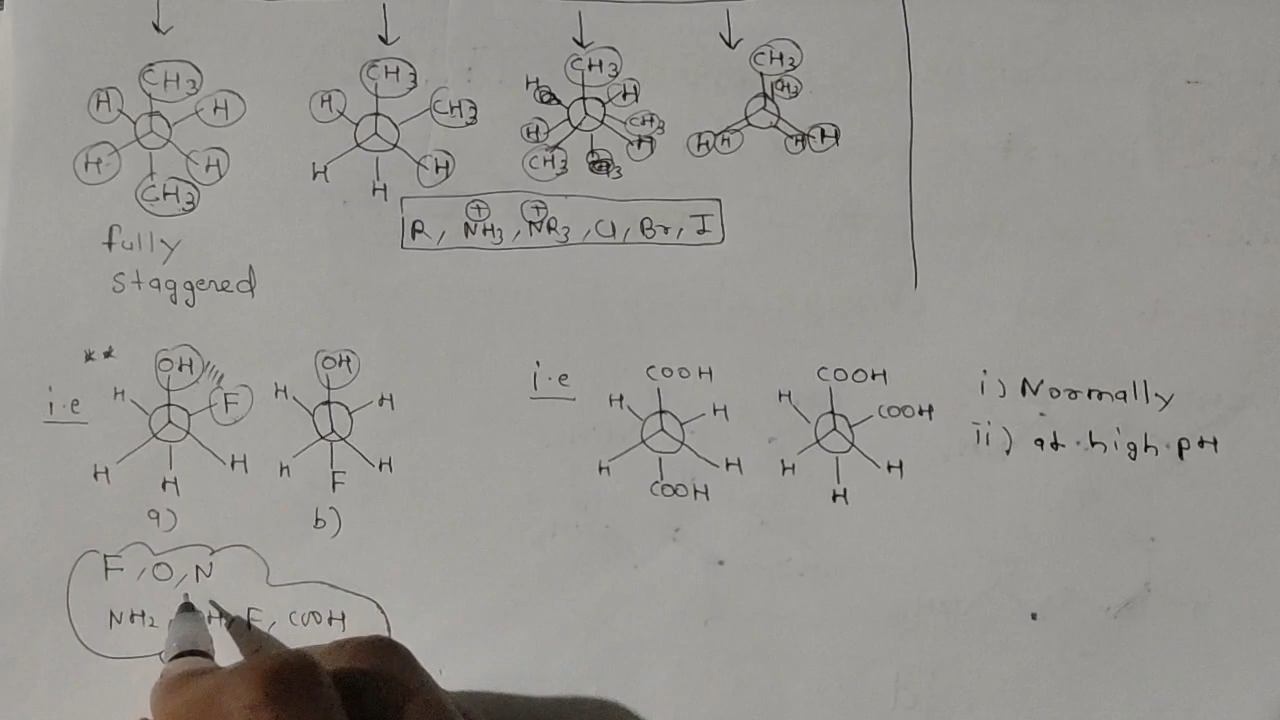 CH3 CH3 CH3 CH3
H H H CH3 H H CH3
H H H H H CH3 H H H H H
CH3 H CH3
R, NH3, NR3, Cl, Br, I
+ +
fully
staggered
**
i.e
OH
H F
H H
H
a)
OH
H H
H H
F
b)
i.e
COOH
H H
H H
COOH
COOH
H COOH
H H
H
i) Normally
ii) at high pH
F, O, N
NH2, F, COOH